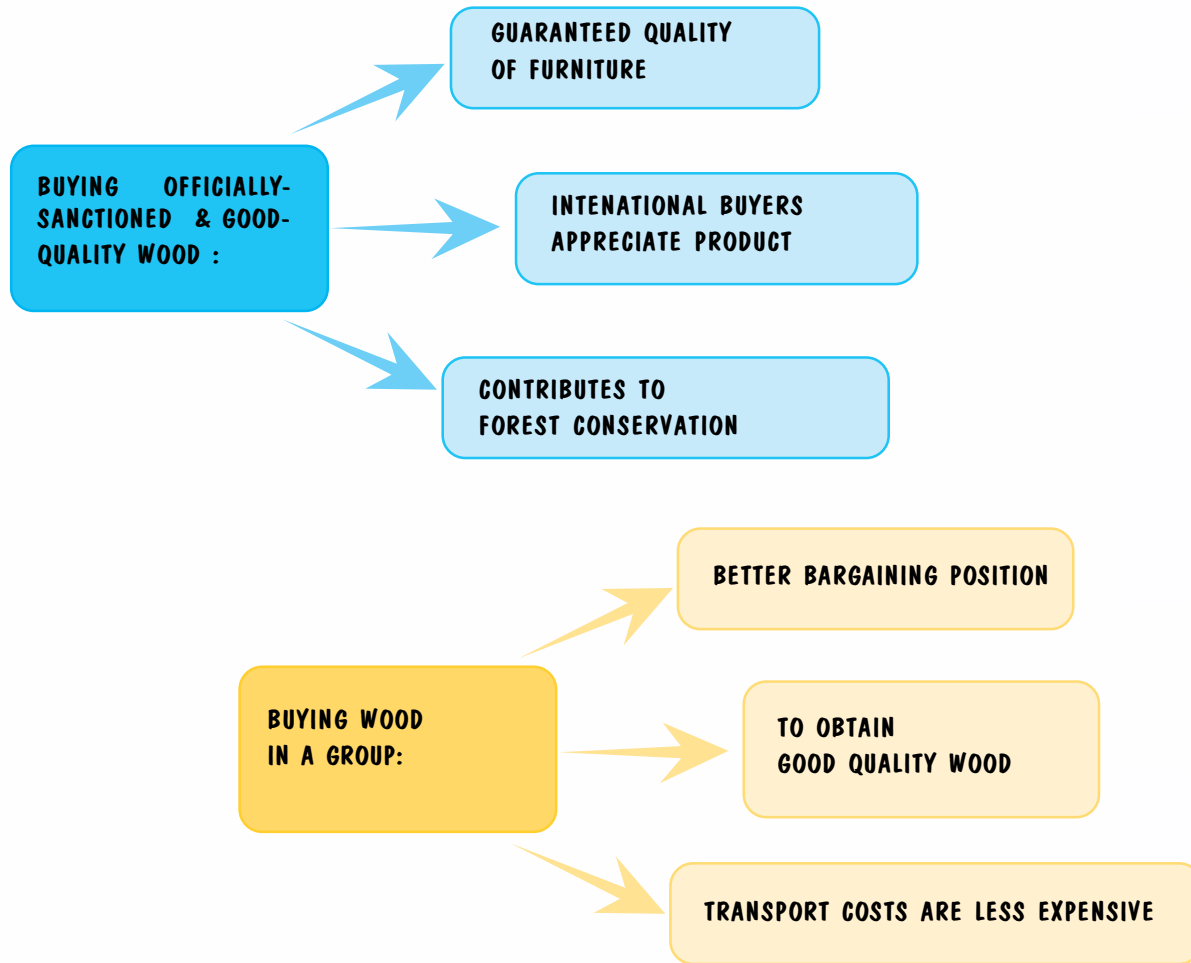 GUARANTEED QUALITY
OF FURNITURE
BUYING OFFICIALLY-
SANCTIONED & GOOD-
QUALITY WOOD :
INTENATIONAL BUYERS
APPRECIATE PRODUCT
CONTRIBUTES TO
FOREST CONSERVATION
BETTER BARGAINING POSITION
BUYING WOOD
IN A GROUP:
TO OBTAIN
GOOD QUALITY WOOD
TRANSPORT COSTS ARE LESS EXPENSIVE